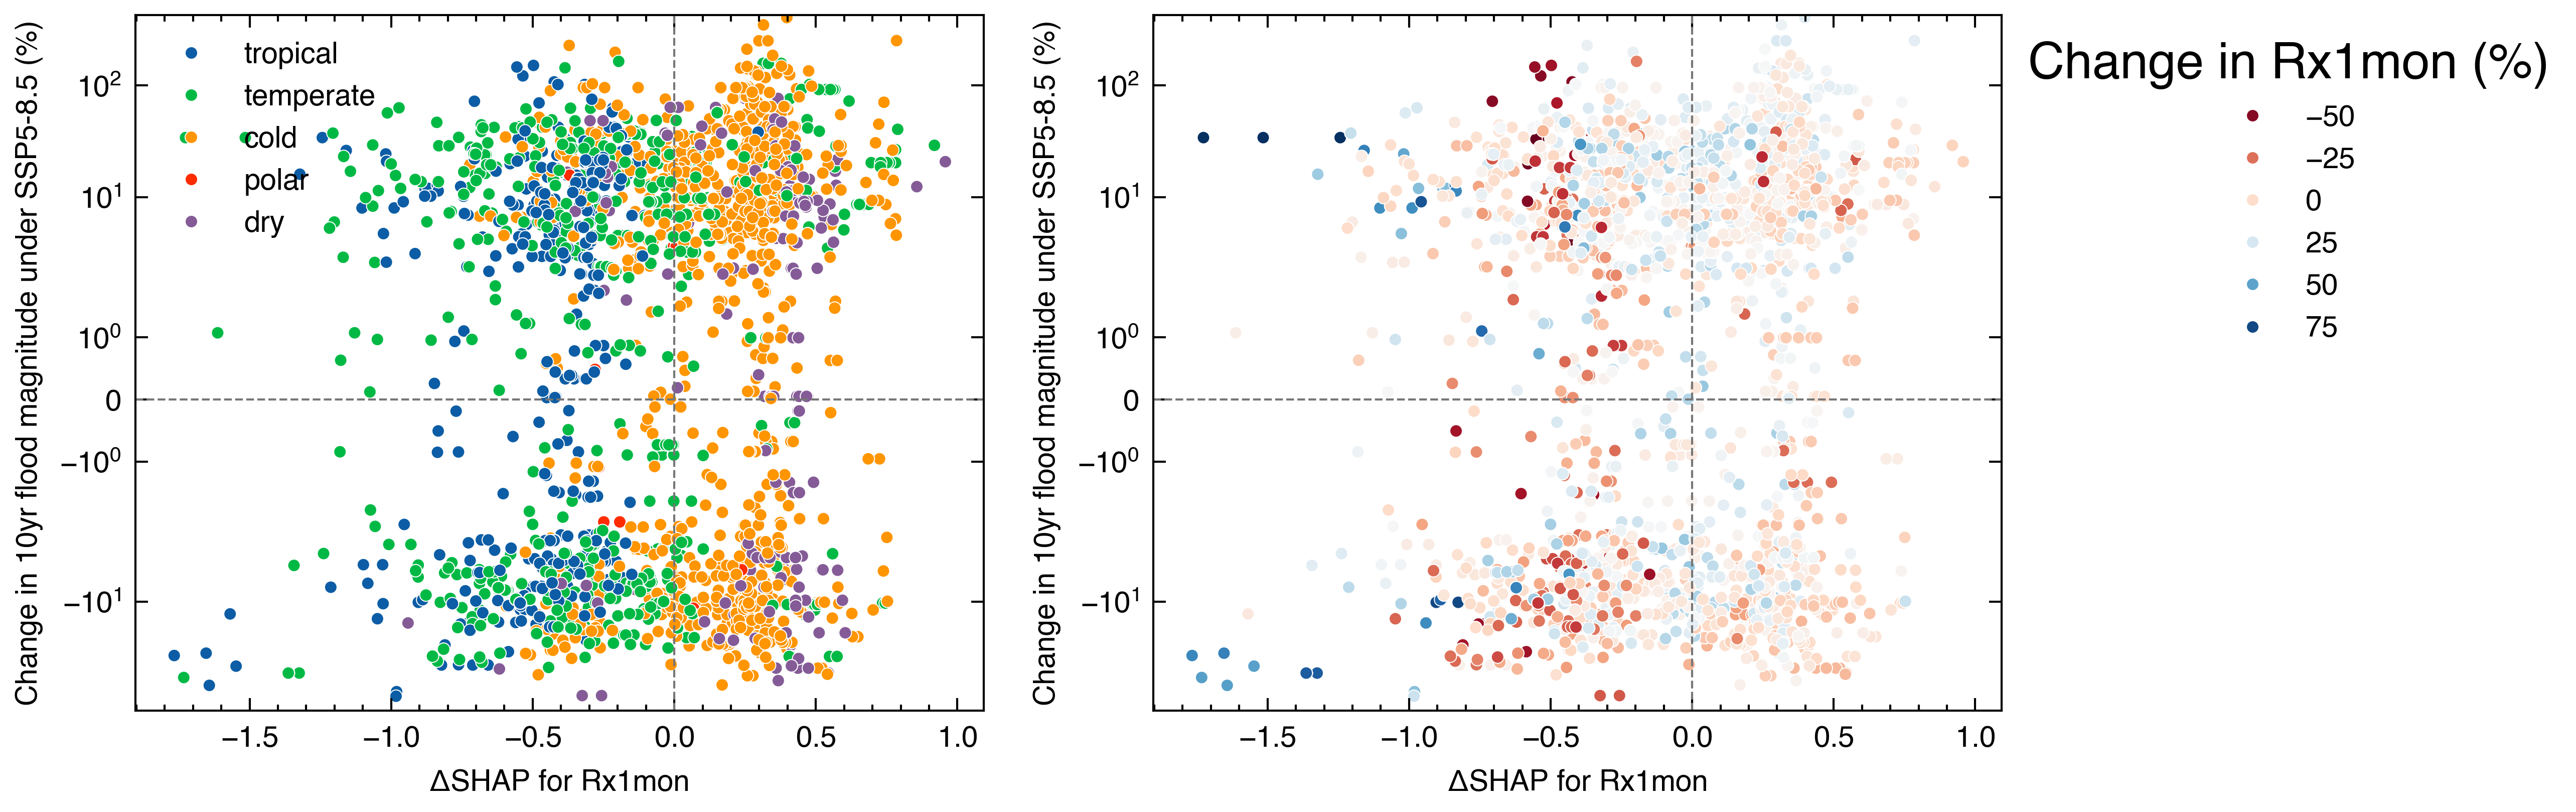 Change in 10yr flood magnitude under SSP5-8.5 (%)
10²
10¹
10⁰
0
−10⁰
−10¹
tropical
temperate
cold
polar
dry
−1.5 −1.0 −0.5 0.0 0.5 1.0
ΔSHAP for Rx1mon
Change in 10yr flood magnitude under SSP5-8.5 (%)
10²
10¹
10⁰
0
−10⁰
−10¹
−1.5 −1.0 −0.5 0.0 0.5 1.0
ΔSHAP for Rx1mon
Change in Rx1mon (%)
−50
−25
0
25
50
75